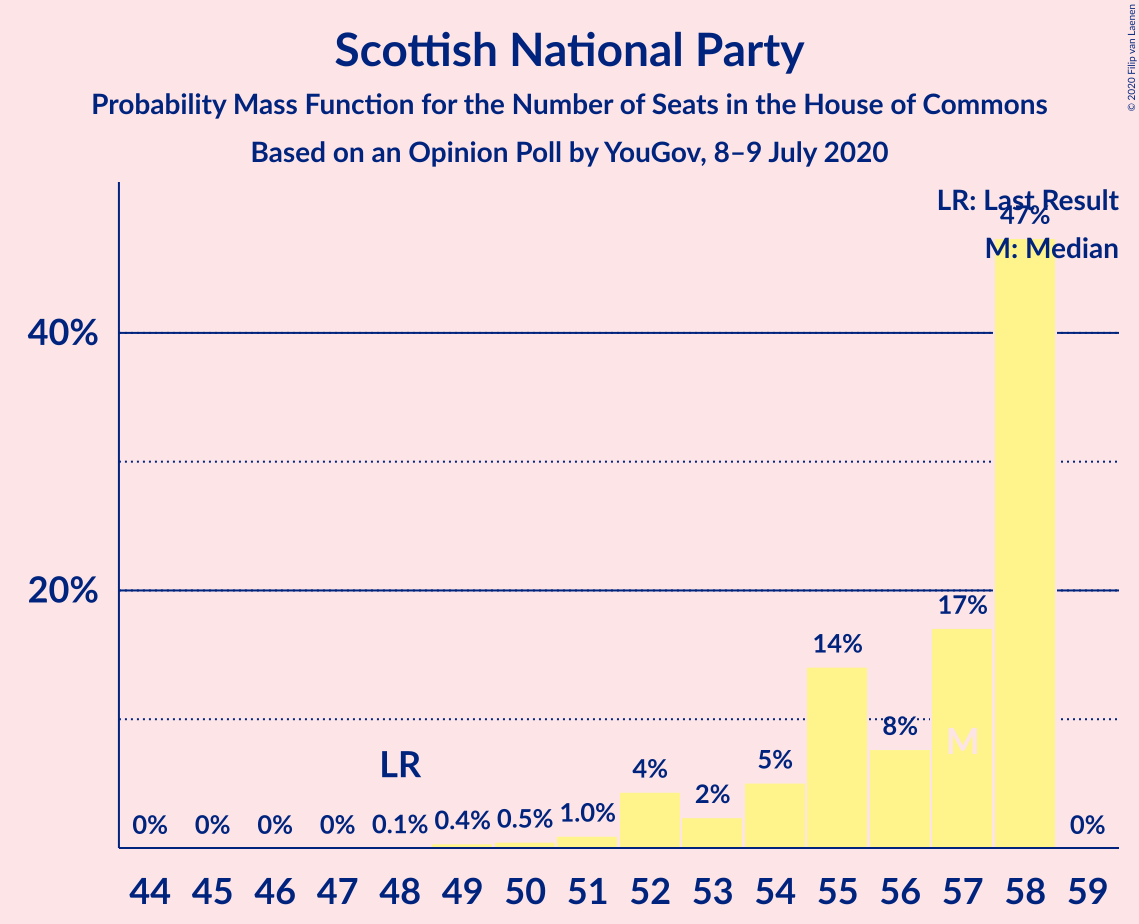 © 2020 Filip van Laenen
Scottish National Party
Probability Mass Function for the Number of Seats in the House of Commons
Based on an Opinion Poll by YouGov, 8–9 July 2020
LR: Last Result
47%
M: Median
40%
20%
17%
14%
8%
M
LR
5%
4%
2%
0% 0% 0% 0% 0.1% 0.4% 0.5% 1.0% 0%
44 45 46 47 48 49 50 51 52 53 54 55 56 57 58 59